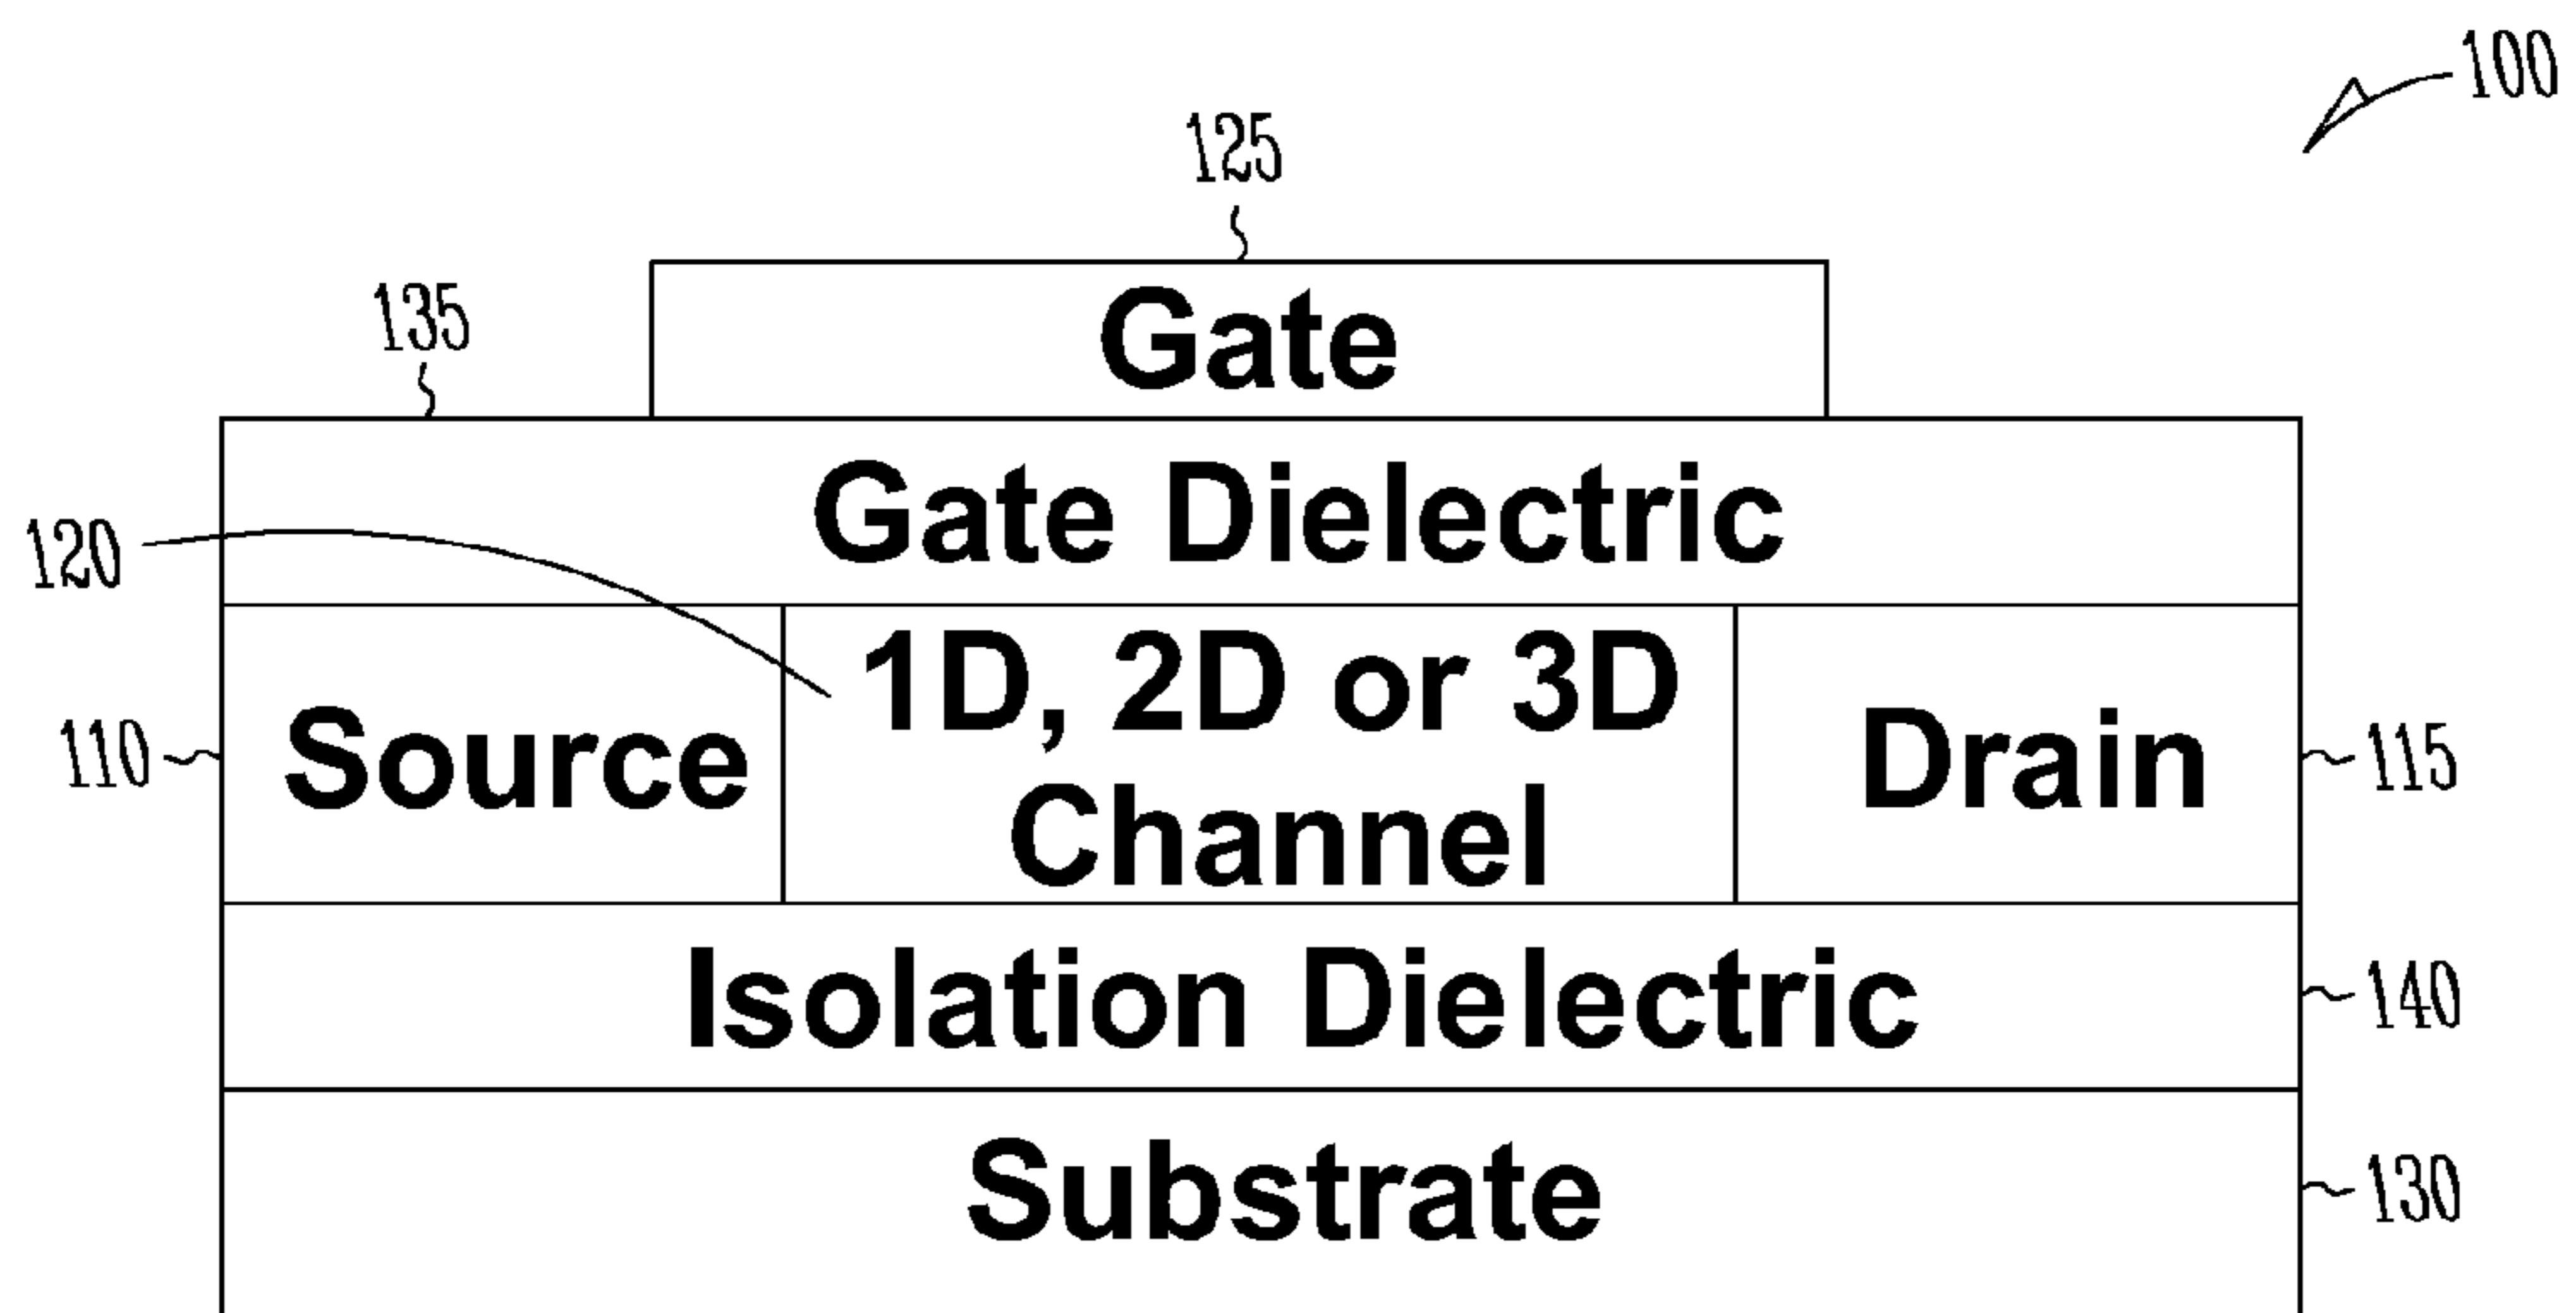 100
125
Gate
135
Gate Dielectric
120
1D, 2D or 3D
Channel
110
Source
Drain
115
Isolation Dielectric
140
Substrate
130